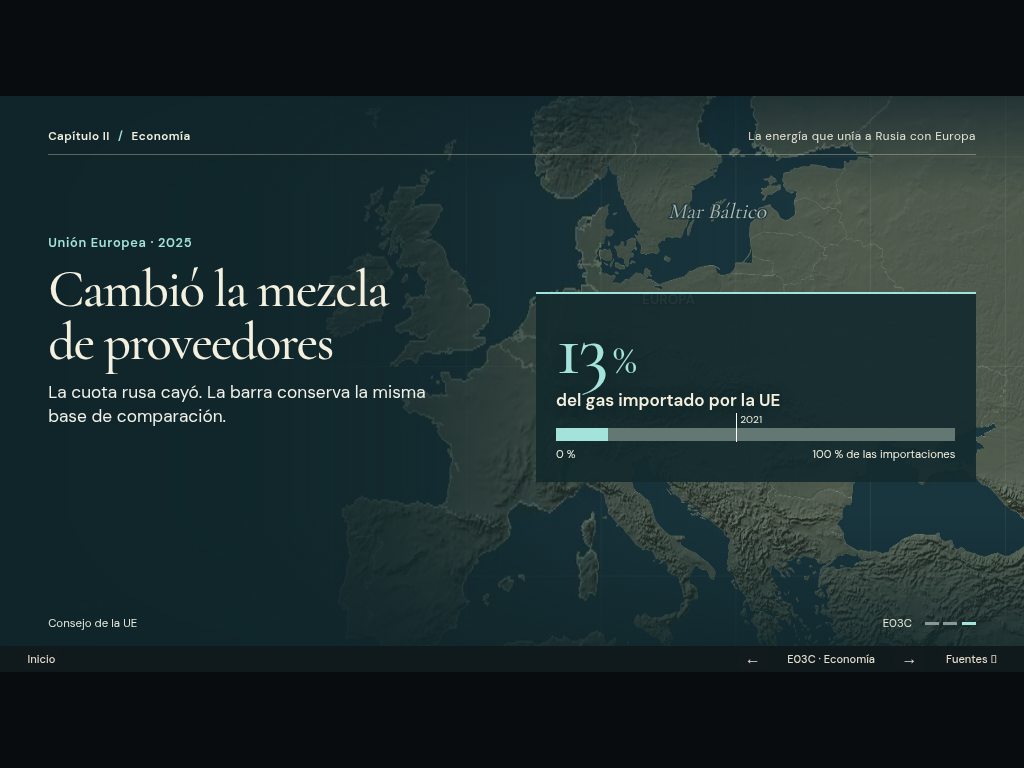 Capítulo II / Economía
La energía que unía a Rusia con Europa
Mar Báltico
Unión Europea · 2025
Cambió la mezcla
de proveedores
La cuota rusa cayó. La barra conserva la misma
base de comparación.
EUROPA
13 %
del gas importado por la UE
2021
0 %
100 % de las importaciones
Consejo de la UE
E03C
Inicio
← E03C · Economía →
Fuentes